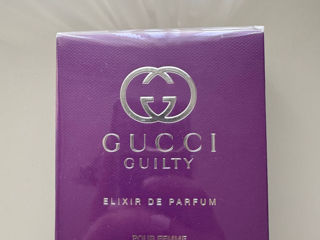 GUCCI
GUILTY
ELIXIR DE PARFUM
POUR FEMME